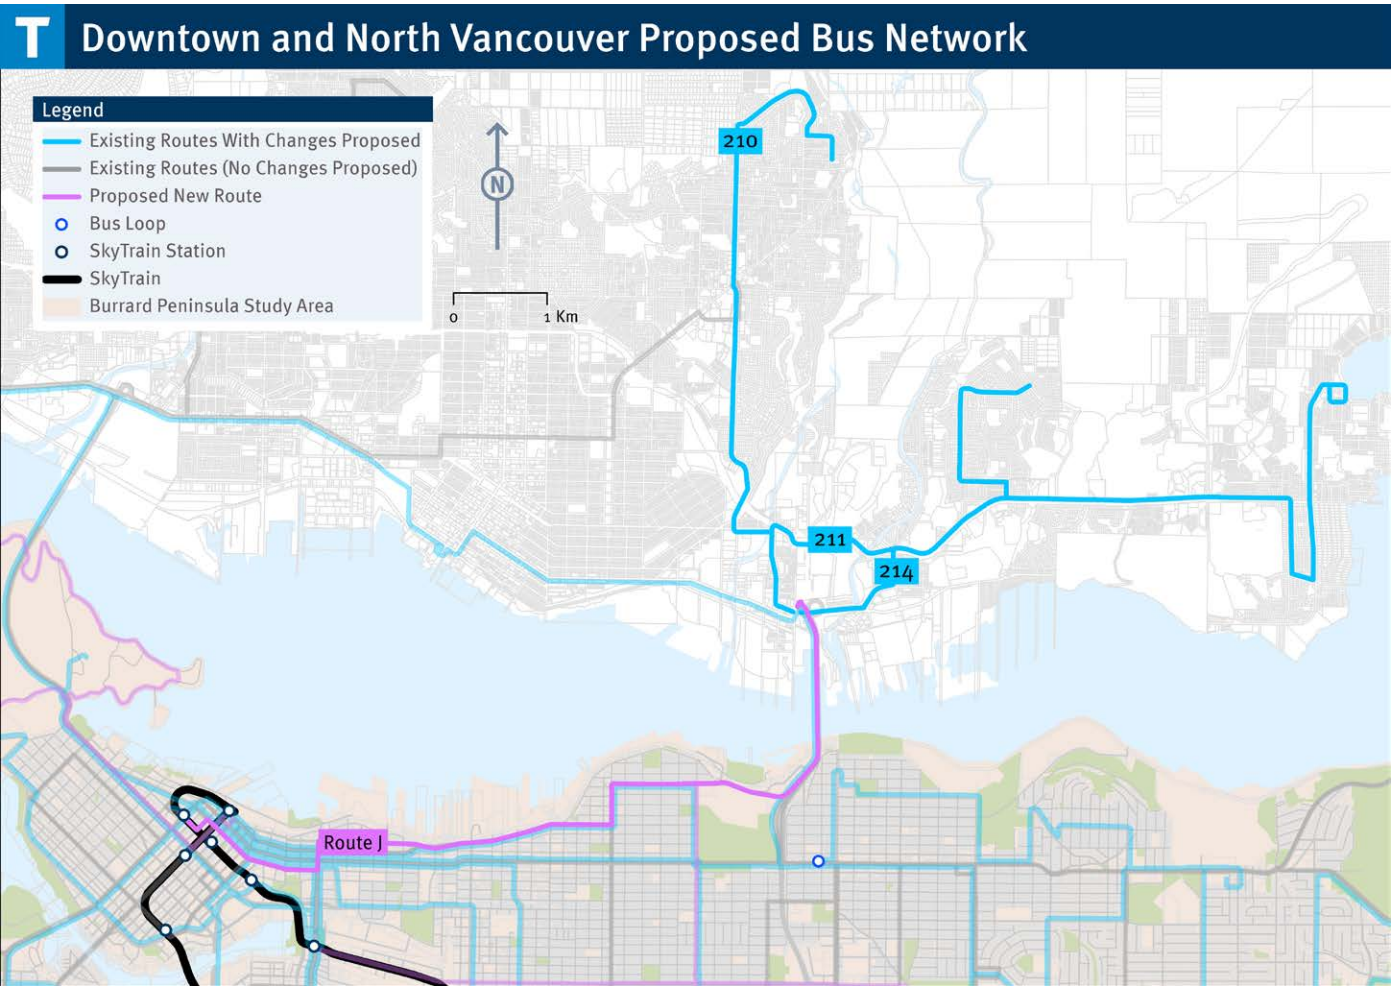 T Downtown and North Vancouver Proposed Bus Network
Legend
Existing Routes With Changes Proposed
Existing Routes (No Changes Proposed)
Proposed New Route
Bus Loop
SkyTrain Station
SkyTrain
Burrard Peninsula Study Area
N
0 1 Km
210
211
214
Route J